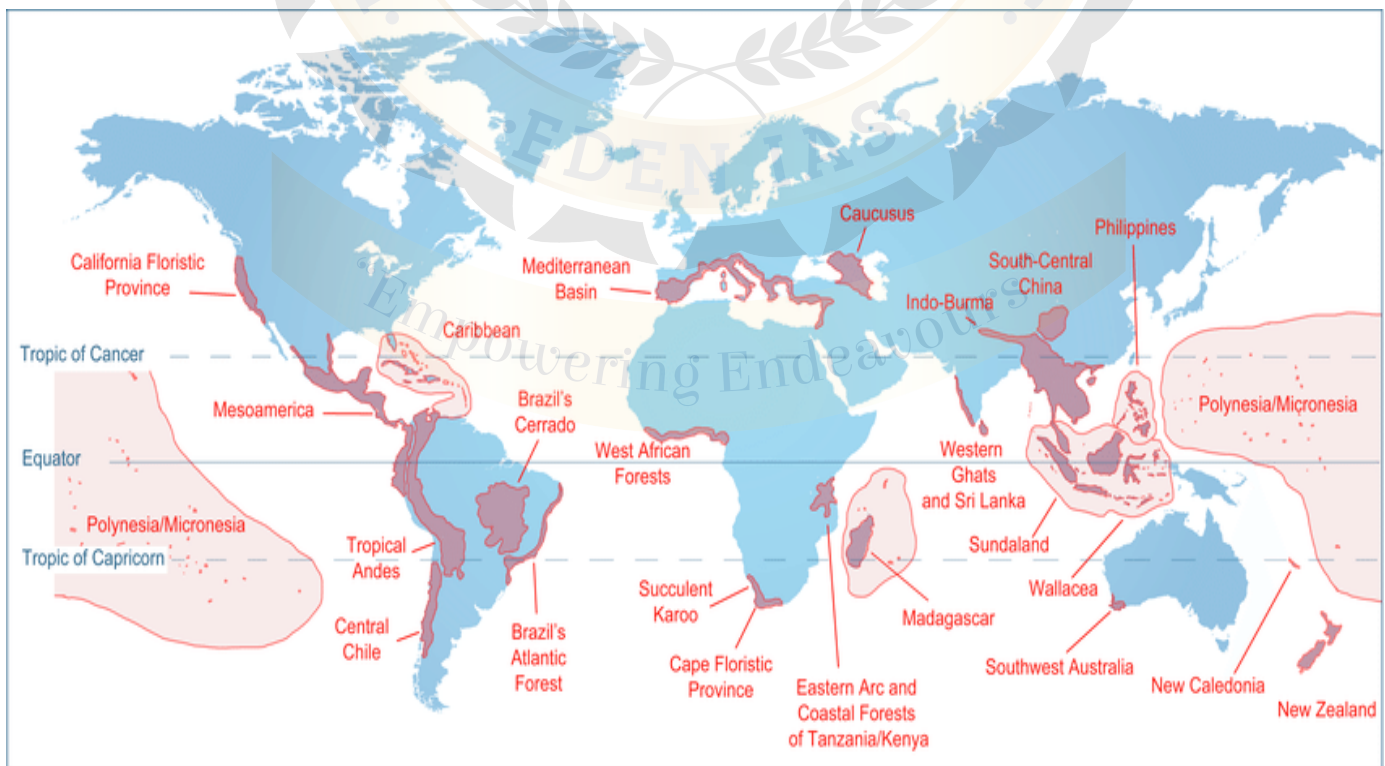 ·EDEN IAS·
'Empowering Endeavours'
Caucusus
Philippines
California Floristic
Province
Mediterranean
Basin
South-Central
China
Indo-Burma
Caribbean
Tropic of Cancer
Mesoamerica
Brazil's
Cerrado
Polynesia/Micronesia
West African
Forests
Western
Ghats
and Sri Lanka
Equator
Polynesia/Micronesia
Tropical
Andes
Sundaland
Tropic of Capricorn
Succulent
Karoo
Wallacea
Madagascar
Central
Chile
Brazil's
Atlantic
Forest
Cape Floristic
Province
Southwest Australia
New Caledonia
Eastern Arc and
Coastal Forests
of Tanzania/Kenya
New Zealand